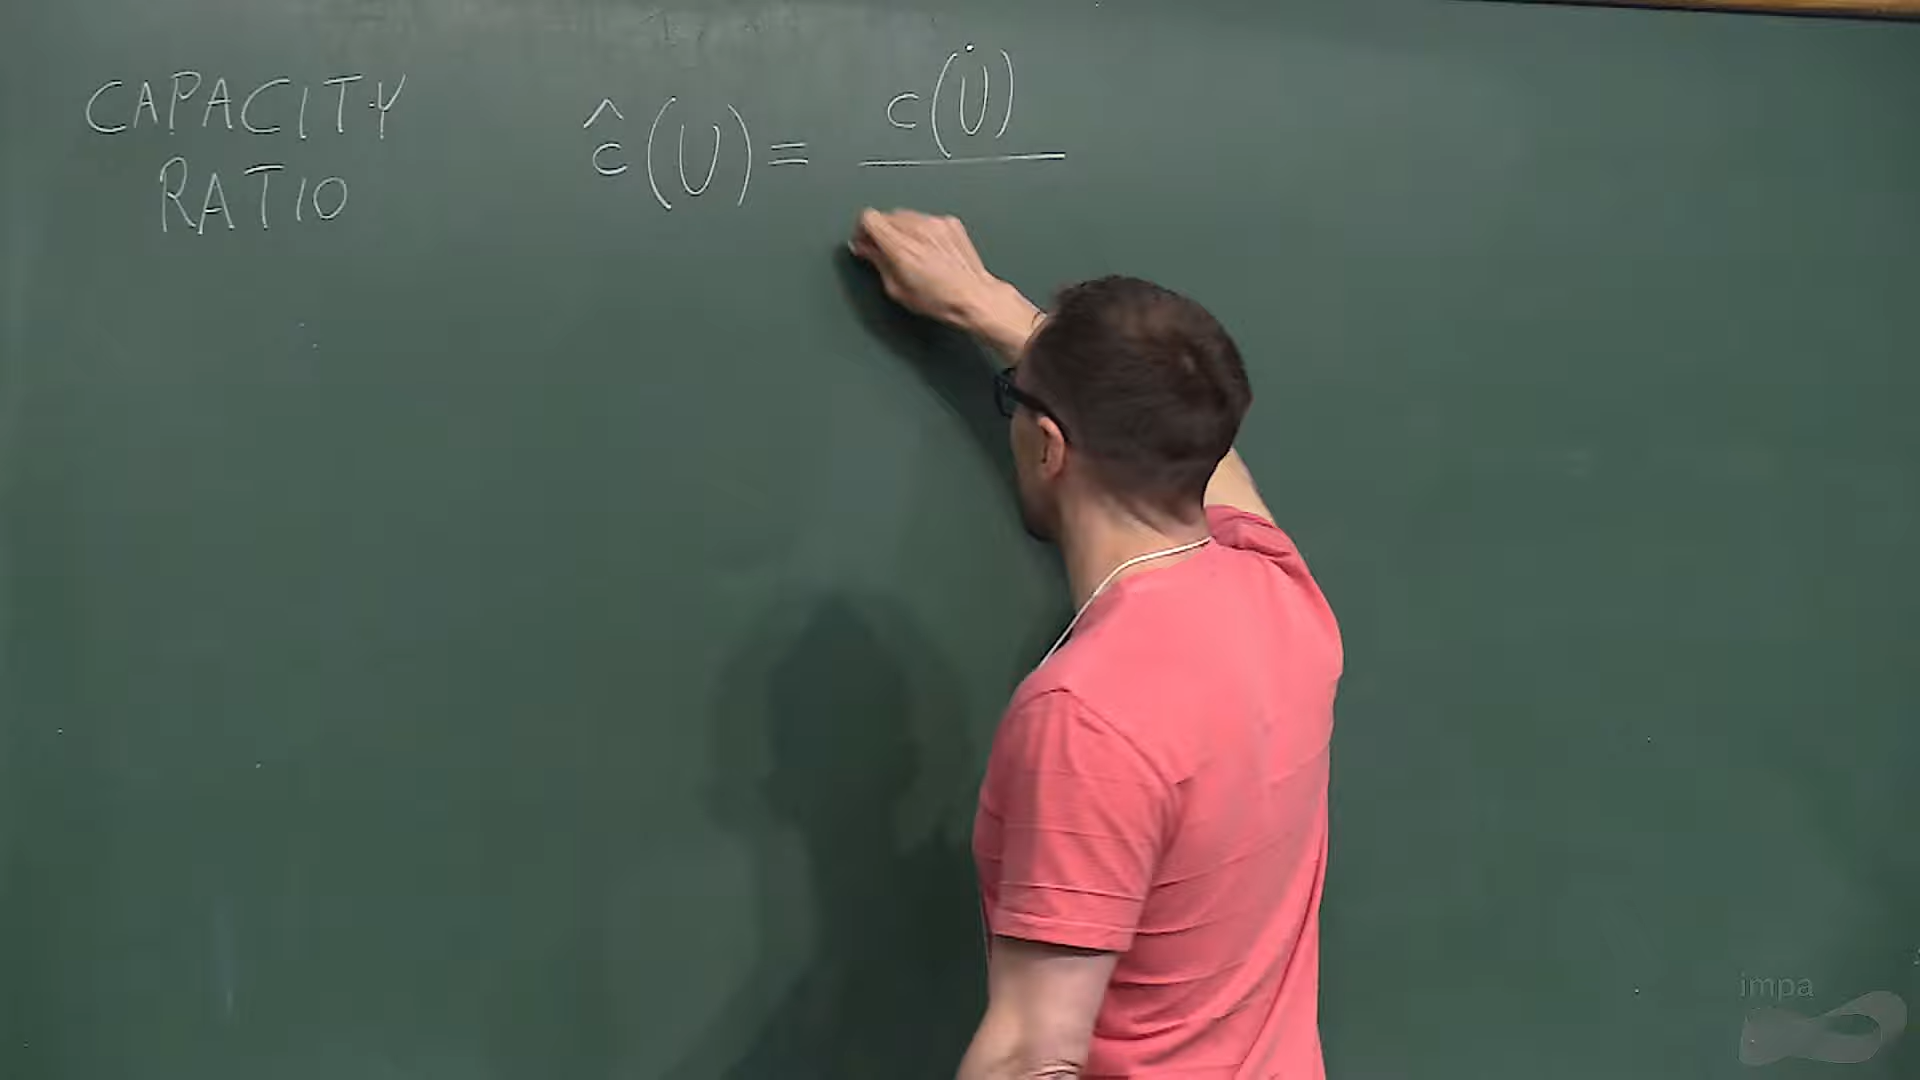 CAPACITY
RATIO
ĉ(U) = c(U̇)
impa